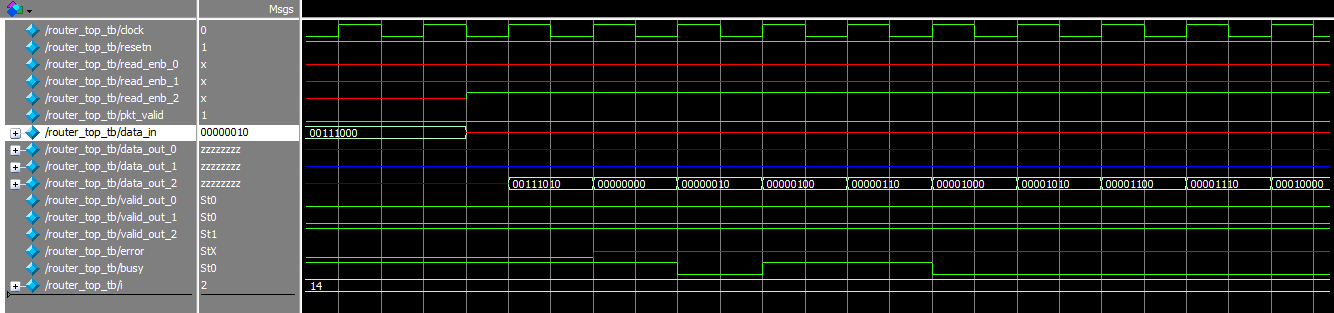 Msgs
/router_top_tb/clock 0
/router_top_tb/resetn 1
/router_top_tb/read_enb_0 x
/router_top_tb/read_enb_1 x
/router_top_tb/read_enb_2 x
/router_top_tb/pkt_valid 1
/router_top_tb/data_in 00000010 00111000
/router_top_tb/data_out_0 zzzzzzzz
/router_top_tb/data_out_1 zzzzzzzz
/router_top_tb/data_out_2 zzzzzzzz 00111010 00000000 00000010 00000100 00000110 00001000 00001010 00001100 00001110 00010000
/router_top_tb/valid_out_0 St0
/router_top_tb/valid_out_1 St0
/router_top_tb/valid_out_2 St1
/router_top_tb/error StX
/router_top_tb/busy St0
/router_top_tb/i 2 14